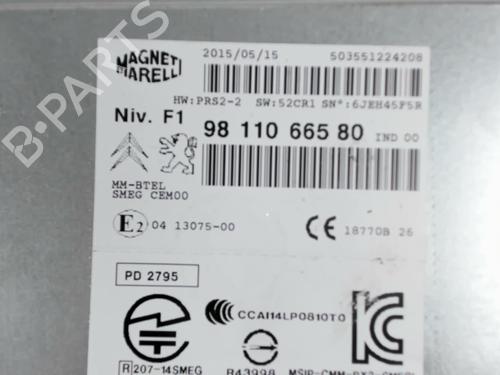 MAGNETI MARELLI
2015/05/15 503551224208
HW:PRS2-2 SW:52CR1 SN°:6JEH45F5R
Niv. F1
98 110 665 80 IND 00
MM-BTEL
SMEG CEM00
E2 04 13075-00
CE 18770B 26
PD 2795
CCAI14LP0810T0
R 207-14SMEG
R43998
B-PARTS